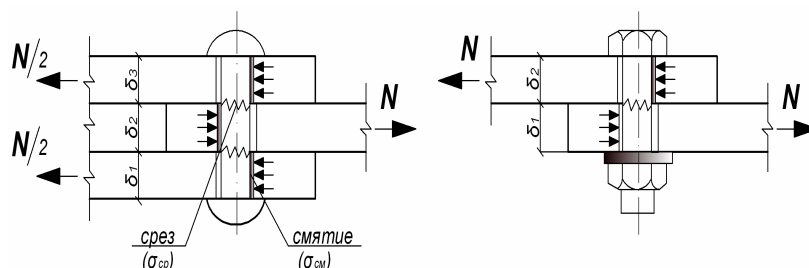 N/2
N/2
δ3
δ2
δ1
N
срез
(σср)
смятие
(σсм)
N
δ2
δ1
N